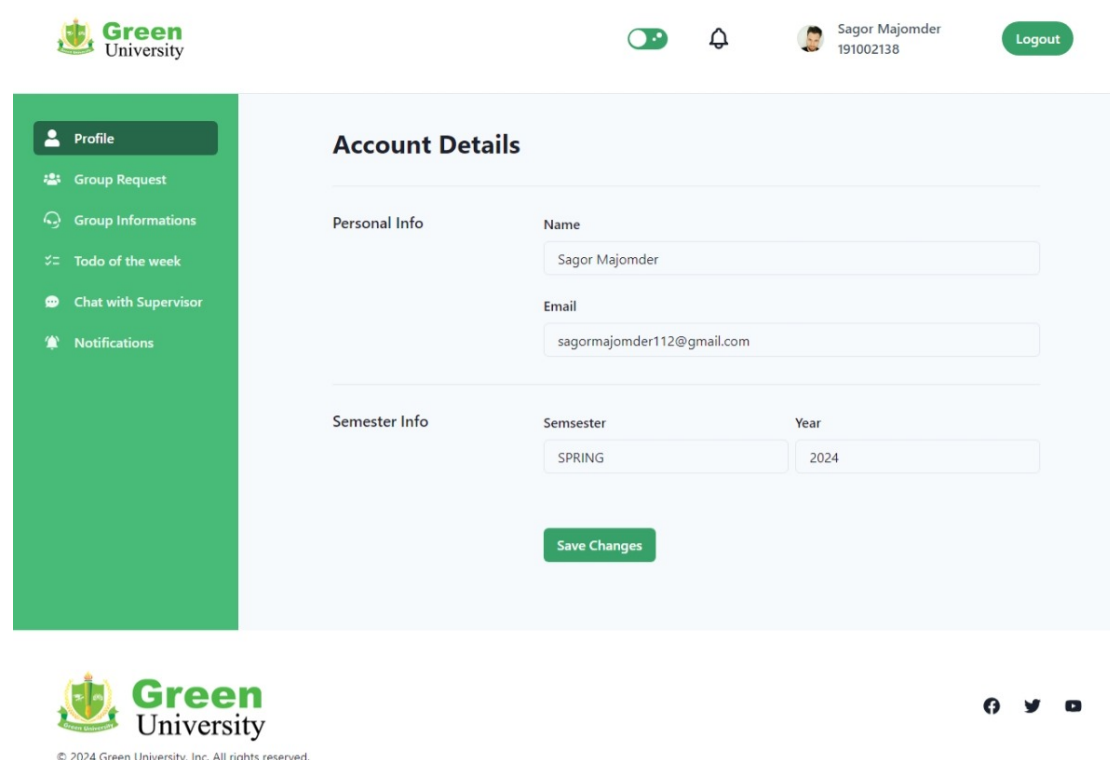 Green
University
Sagor Majomder
191002138
Logout
Profile
Group Request
Group Informations
Todo of the week
Chat with Supervisor
Notifications
Account Details
Personal Info
Name
Sagor Majomder
Email
sagormajomder112@gmail.com
Semester Info
Semsester
Year
SPRING
2024
Save Changes
Green
University
© 2024 Green University, Inc. All rights reserved.